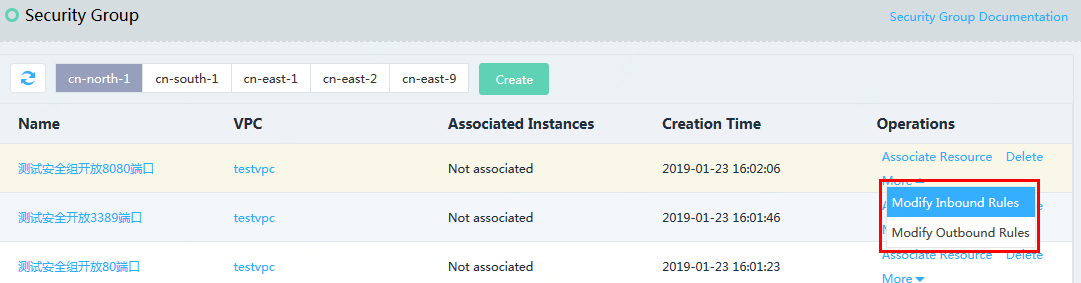 Security Group
Security Group Documentation
cn-north-1 cn-south-1 cn-east-1 cn-east-2 cn-east-9 Create
Name VPC Associated Instances Creation Time Operations
测试安全组开放8080端口 testvpc Not associated 2019-01-23 16:02:06 Associate Resource Delete
More
Modify Inbound Rules
测试安全开放3389端口 testvpc Not associated 2019-01-23 16:01:46
Modify Outbound Rules
测试安全组开放80端口 testvpc Not associated 2019-01-23 16:01:23 Associate Resource Delete
More